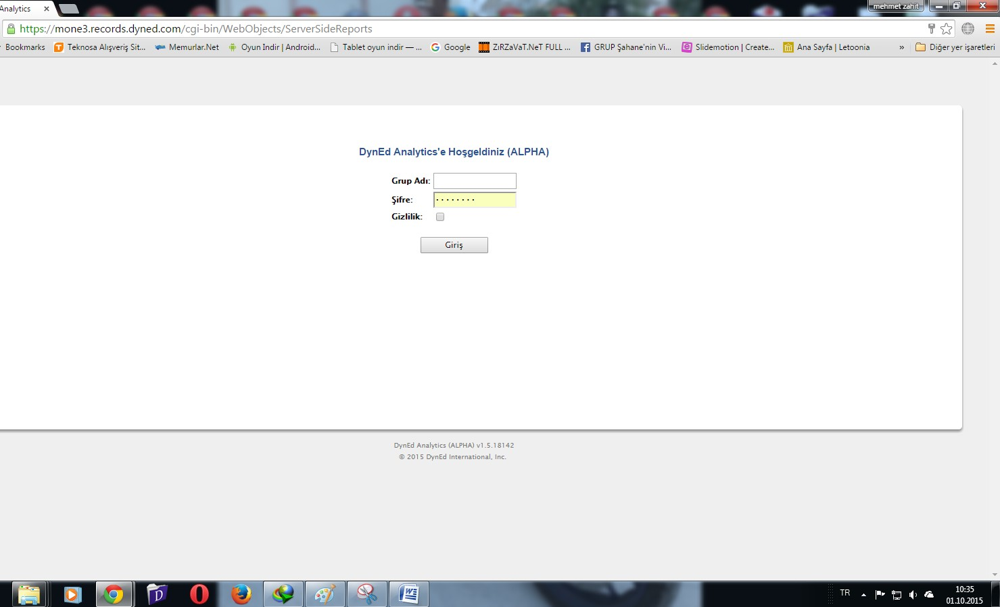 Analytics
mehmet zahit
https://mone3.records.dyned.com/cgi-bin/WebObjects/ServerSideReports
Bookmarks Teknosa Alışveriş Sit... Memurlar.Net Oyun Indir | Android... Tablet oyun indir — ... Google ZıRZaVaT.NeT FULL ... GRUP Şahane'nin Vi... Slidemotion | Create... Ana Sayfa | Letoonia » Diğer yer işaretleri
DynEd Analytics'e Hoşgeldiniz (ALPHA)
Grup Adı:
Şifre: ········
Gizlilik:
Giriş
DynEd Analytics (ALPHA) v1.5.18142
© 2015 DynEd International, Inc.
TR 10:35
01.10.2015